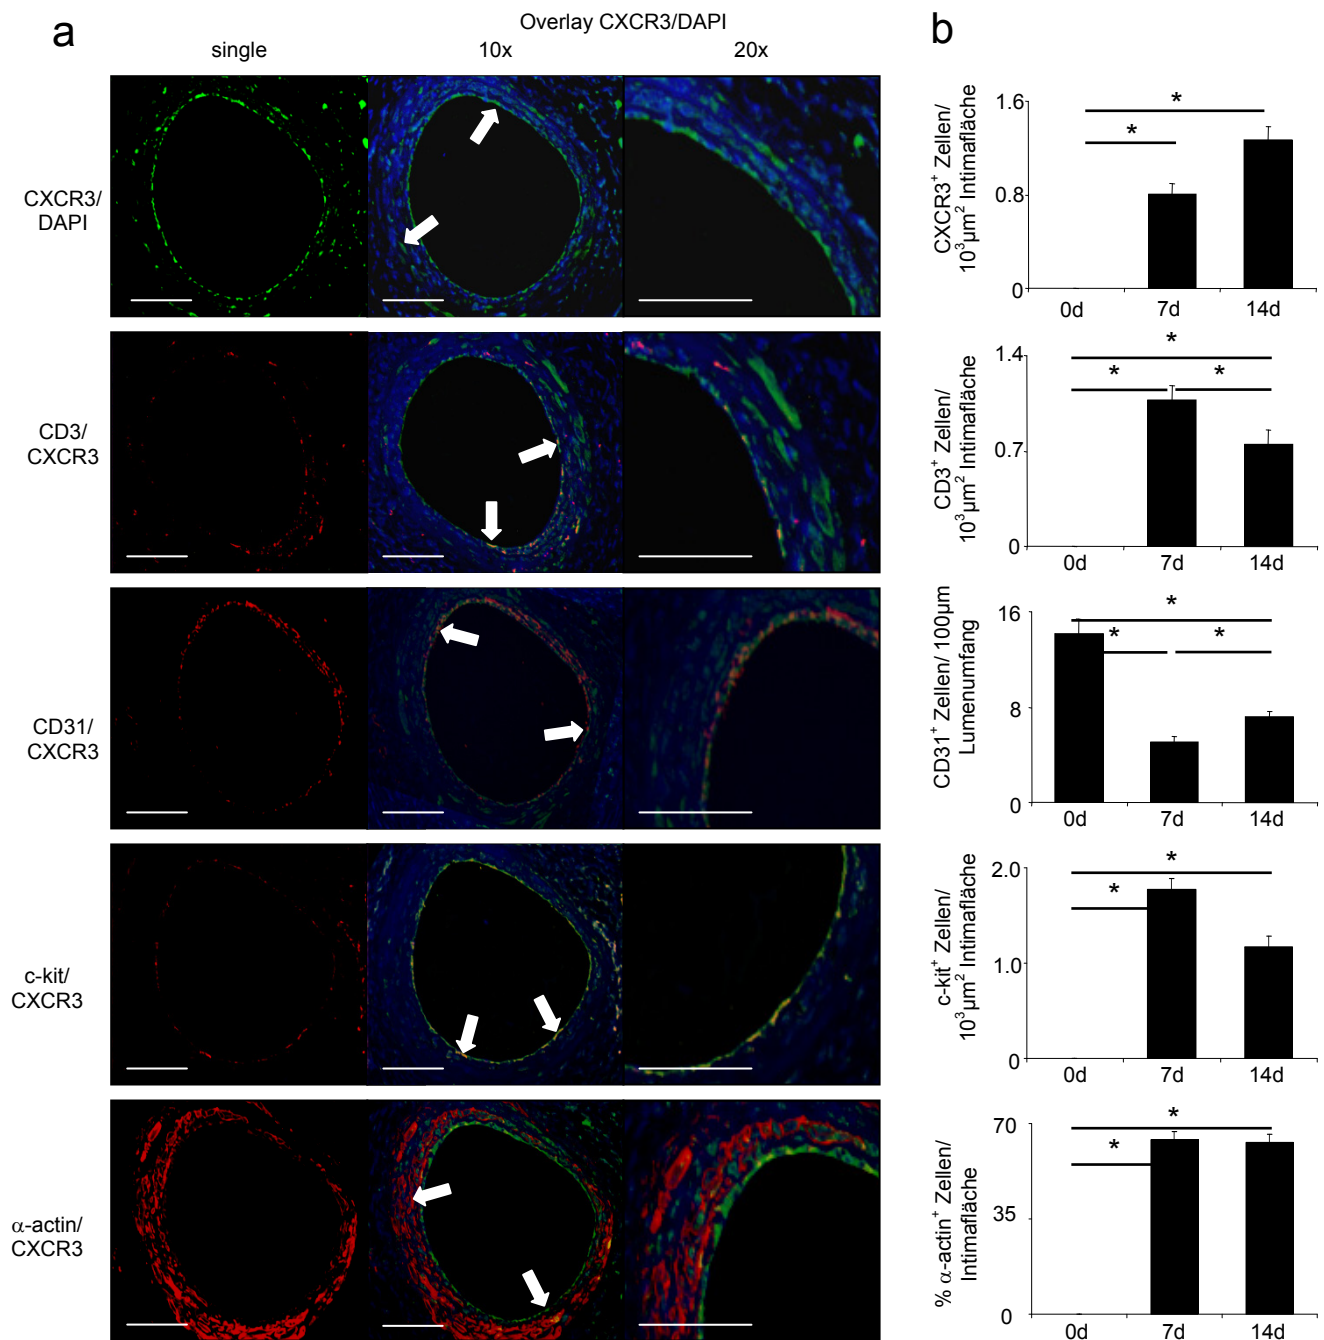 a
Overlay CXCR3/DAPI
single
10x
20x
CXCR3/
DAPI
CD3/
CXCR3
CD31/
CXCR3
c-kit/
CXCR3
α-actin/
CXCR3
b
CXCR3⁺ Zellen/
10³µm² Intimafläche
1.6
0.8
0
*
*
0d
7d
14d
CD3⁺ Zellen/
10³µm² Intimafläche
1.4
0.7
0
*
*
*
0d
7d
14d
CD31⁺ Zellen/ 100µm
Lumenumfang
16
8
0
*
*
*
0d
7d
14d
c-kit⁺ Zellen/
10³µm² Intimafläche
2.0
1.0
0
*
*
0d
7d
14d
% α-actin⁺ Zellen/
Intimafläche
70
35
0
*
*
0d
7d
14d